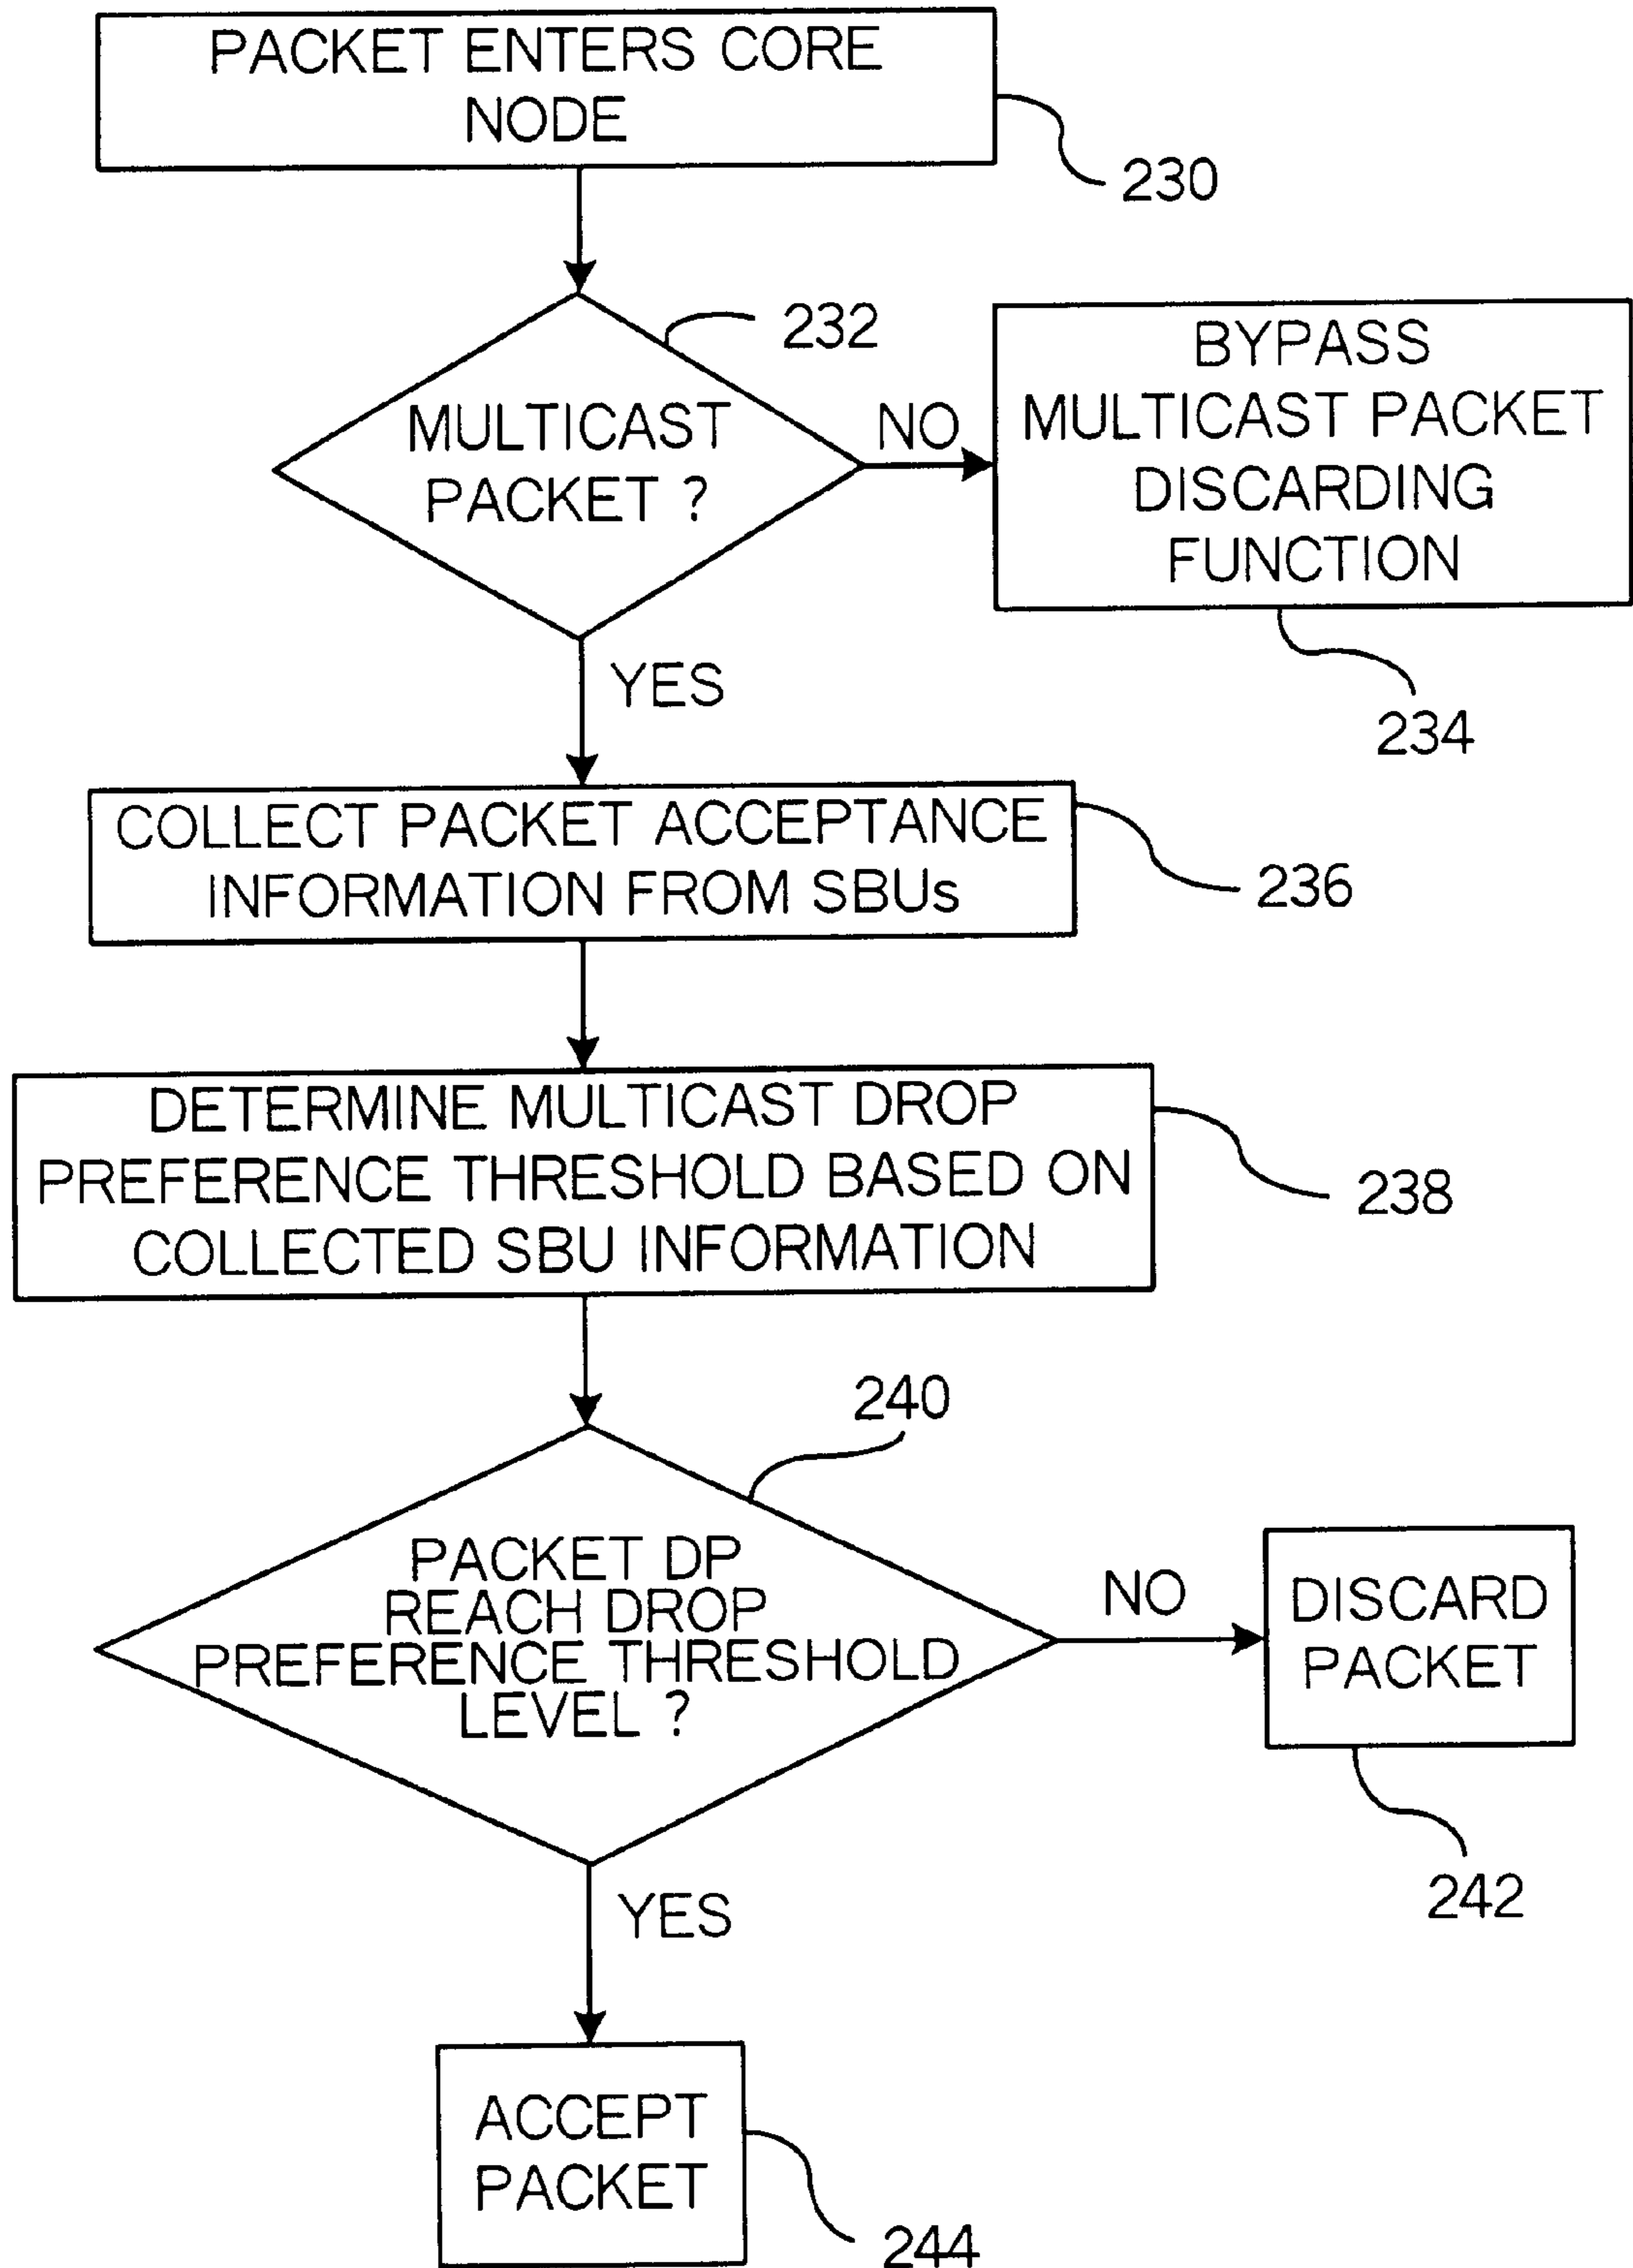 PACKET ENTERS CORE
NODE
230
232
MULTICAST
PACKET ?
NO
BYPASS
MULTICAST PACKET
DISCARDING
FUNCTION
234
YES
COLLECT PACKET ACCEPTANCE
INFORMATION FROM SBUs
236
DETERMINE MULTICAST DROP
PREFERENCE THRESHOLD BASED ON
COLLECTED SBU INFORMATION
238
240
PACKET DP
REACH DROP
PREFERENCE THRESHOLD
LEVEL ?
NO
DISCARD
PACKET
242
YES
ACCEPT
PACKET
244